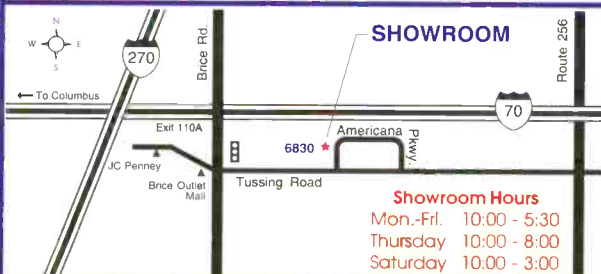 N
W E
S
270
Brice Rd.
SHOWROOM
Route 256
To Columbus
70
Exit 110A
6830
Americana Pkwy.
JC Penney
Brice Outlet
Mall
Tussing Road
Showroom Hours
Mon.-Fri. 10:00 - 5:30
Thursday 10:00 - 8:00
Saturday 10:00 - 3:00